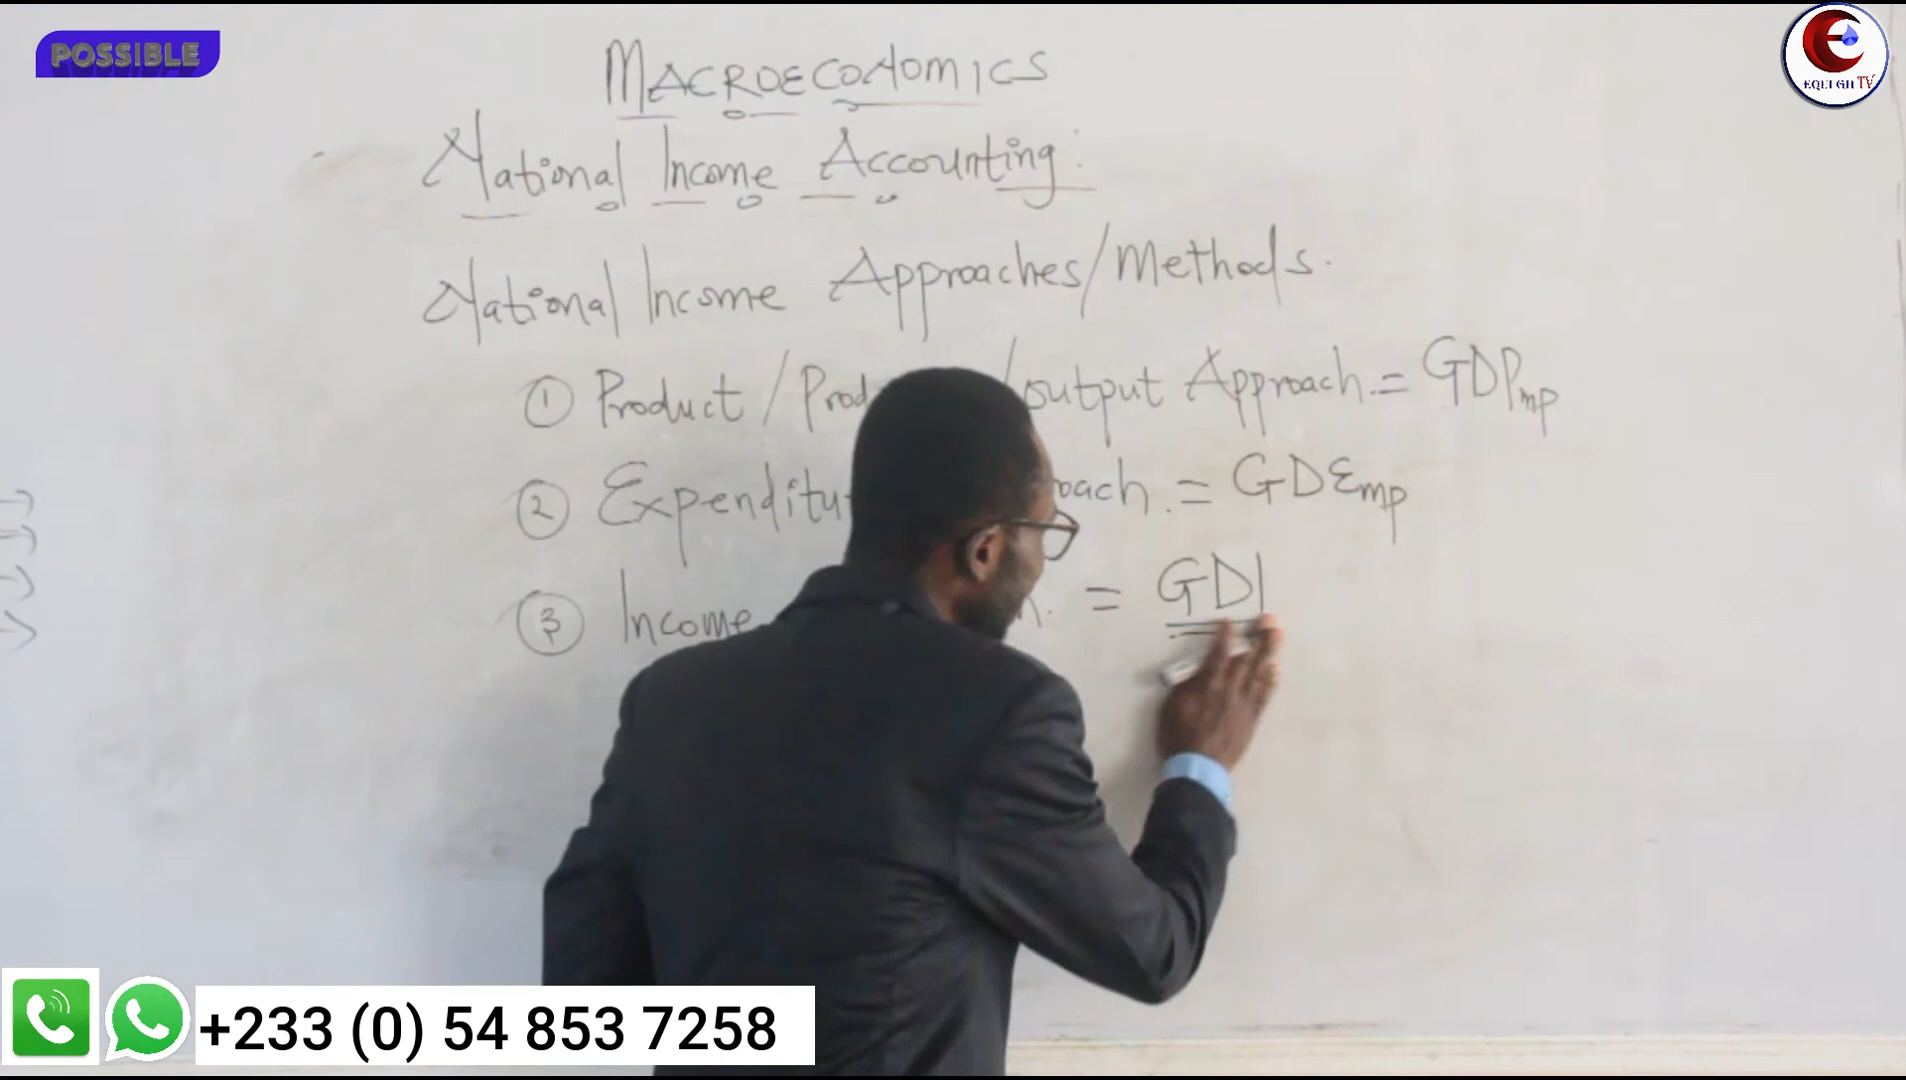 POSSIBLE
EQUI GH TV
MACROECONOMICS
National Income Accounting:
National Income Approaches/Methods.
① Product / Prod /output Approach. = GDPmp
② Expenditu oach. = GDEmp
③ Income h. = GDI
+233 (0) 54 853 7258